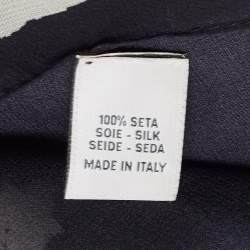 100% SETA
SOIE - SILK
SEIDE - SEDA
MADE IN ITALY